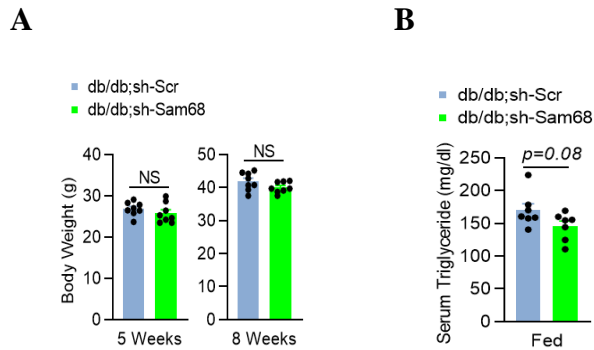 A
db/db;sh-Scr
db/db;sh-Sam68
Body Weight (g)
40
30
20
10
0
NS
5 Weeks
50
40
30
20
10
0
NS
8 Weeks
B
db/db;sh-Scr
db/db;sh-Sam68
p=0.08
Serum Triglyceride (mg/dl)
250
200
150
100
50
0
Fed